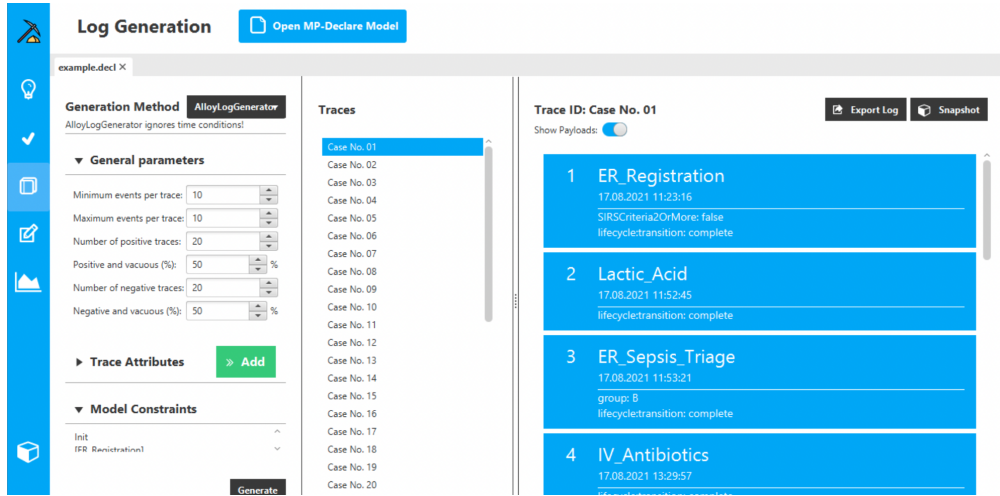 Log Generation
Open MP-Declare Model
example.decl ✕
Generation Method
AlloyLogGenerator
AlloyLogGenerator ignores time conditions!
General parameters
Minimum events per trace: 10
Maximum events per trace: 10
Number of positive traces: 20
Positive and vacuous (%): 50 %
Number of negative traces: 20
Negative and vacuous (%): 50 %
Trace Attributes
» Add
Model Constraints
Init
[ER_Registration]
Generate
Traces
Case No. 01
Case No. 02
Case No. 03
Case No. 04
Case No. 05
Case No. 06
Case No. 07
Case No. 08
Case No. 09
Case No. 10
Case No. 11
Case No. 12
Case No. 13
Case No. 14
Case No. 15
Case No. 16
Case No. 17
Case No. 18
Case No. 19
Case No. 20
Trace ID: Case No. 01
Export Log
Snapshot
Show Payloads:
1 ER_Registration
17.08.2021 11:23:16
SIRSCriteria2OrMore: false
lifecycle:transition: complete
2 Lactic_Acid
17.08.2021 11:52:45
lifecycle:transition: complete
3 ER_Sepsis_Triage
17.08.2021 11:53:21
group: B
lifecycle:transition: complete
4 IV_Antibiotics
17.08.2021 13:29:57
lifecycle:transition: complete